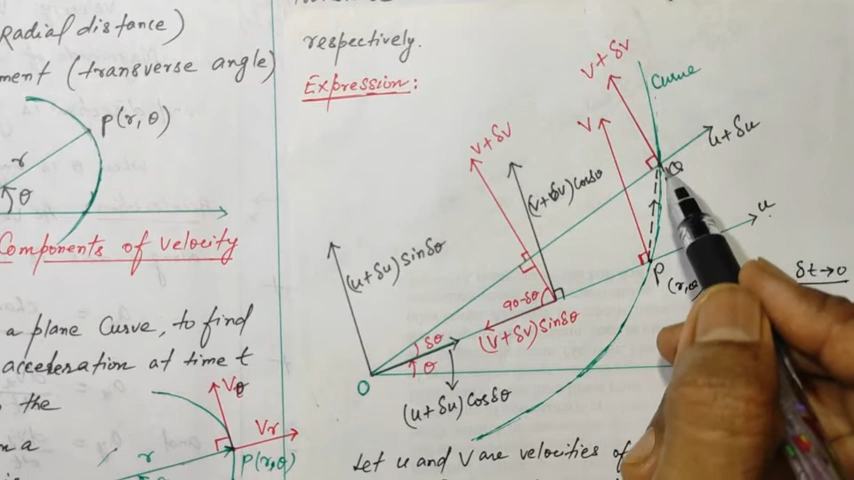 Radial distance)
ment (transverse angle)
P(r, θ)
r
θ
Components of velocity
a plane Curve, to find
acceleration at time t
the
Vθ
Vr
r
P(r,θ)
respectively.
Expression:
V+δV
Curve
V
V+δV
u+δu
(V+δV)cosδθ
Q
u
(u+δu)sinδθ
P
(r,θ
δt→0
90-δθ
(V+δV)sinδθ
δθ
θ
O
(u+δu)cosδθ
Let u and V are velocities of